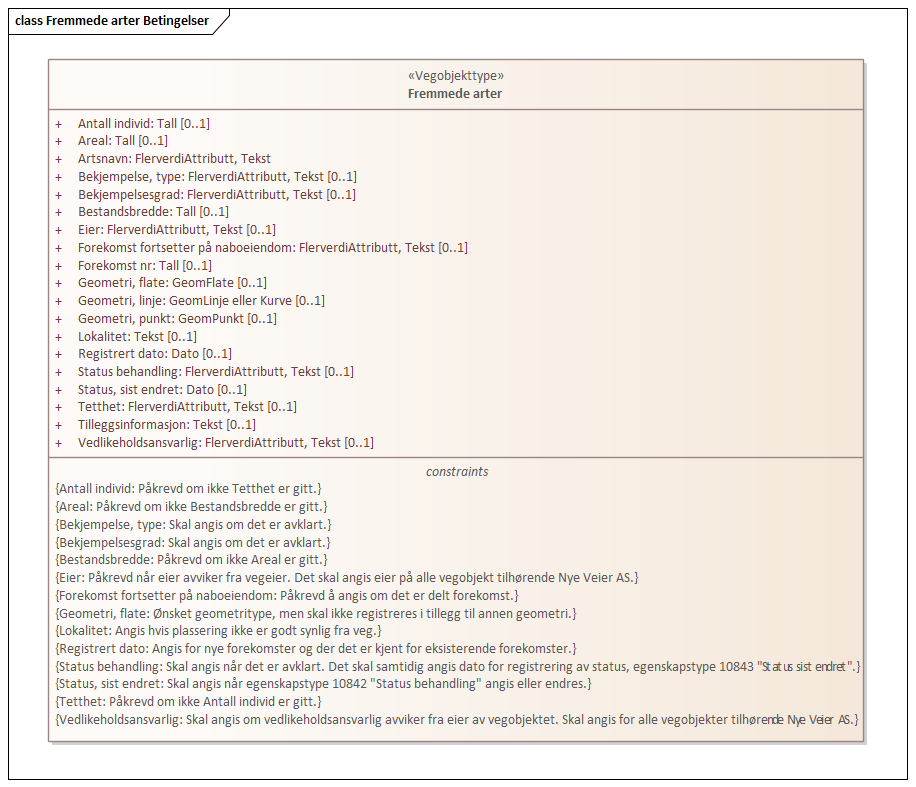 class Fremmede arter Betingelser
«Vegobjekttype»
Fremmede arter
+ Antall individ: Tall [0..1]
+ Areal: Tall [0..1]
+ Artsnavn: FlerverdiAttributt, Tekst
+ Bekjempelse, type: FlerverdiAttributt, Tekst [0..1]
+ Bekjempelsesgrad: FlerverdiAttributt, Tekst [0..1]
+ Bestandsbredde: Tall [0..1]
+ Eier: FlerverdiAttributt, Tekst [0..1]
+ Forekomst fortsetter på naboeiendom: FlerverdiAttributt, Tekst [0..1]
+ Forekomst nr: Tall [0..1]
+ Geometri, flate: GeomFlate [0..1]
+ Geometri, linje: GeomLinje eller Kurve [0..1]
+ Geometri, punkt: GeomPunkt [0..1]
+ Lokalitet: Tekst [0..1]
+ Registrert dato: Dato [0..1]
+ Status behandling: FlerverdiAttributt, Tekst [0..1]
+ Status, sist endret: Dato [0..1]
+ Tetthet: FlerverdiAttributt, Tekst [0..1]
+ Tilleggsinformasjon: Tekst [0..1]
+ Vedlikeholdsansvarlig: FlerverdiAttributt, Tekst [0..1]
constraints
{Antall individ: Påkrevd om ikke Tetthet er gitt.}
{Areal: Påkrevd om ikke Bestandsbredde er gitt.}
{Bekjempelse, type: Skal angis om det er avklart.}
{Bekjempelsesgrad: Skal angis om det er avklart.}
{Bestandsbredde: Påkrevd om ikke Areal er gitt.}
{Eier: Påkrevd når eier avviker fra vegeier. Det skal angis eier på alle vegobjekt tilhørende Nye Veier AS.}
{Forekomst fortsetter på naboeiendom: Påkrevd å angis om det er delt forekomst.}
{Geometri, flate: Ønsket geometritype, men skal ikke registreres i tillegg til annen geometri.}
{Lokalitet: Angis hvis plassering ikke er godt synlig fra veg.}
{Registrert dato: Angis for nye forekomster og der det er kjent for eksisterende forekomster.}
{Status behandling: Skal angis når det er avklart. Det skal samtidig angis dato for registrering av status, egenskapstype 10843 "Status sist endret".}
{Status, sist endret: Skal angis når egenskapstype 10842 "Status behandling" angis eller endres.}
{Tetthet: Påkrevd om ikke Antall individ er gitt.}
{Vedlikeholdsansvarlig: Skal angis om vedlikeholdsansvarlig avviker fra eier av vegobjektet. Skal angis for alle vegobjekter tilhørende Nye Veier AS.}